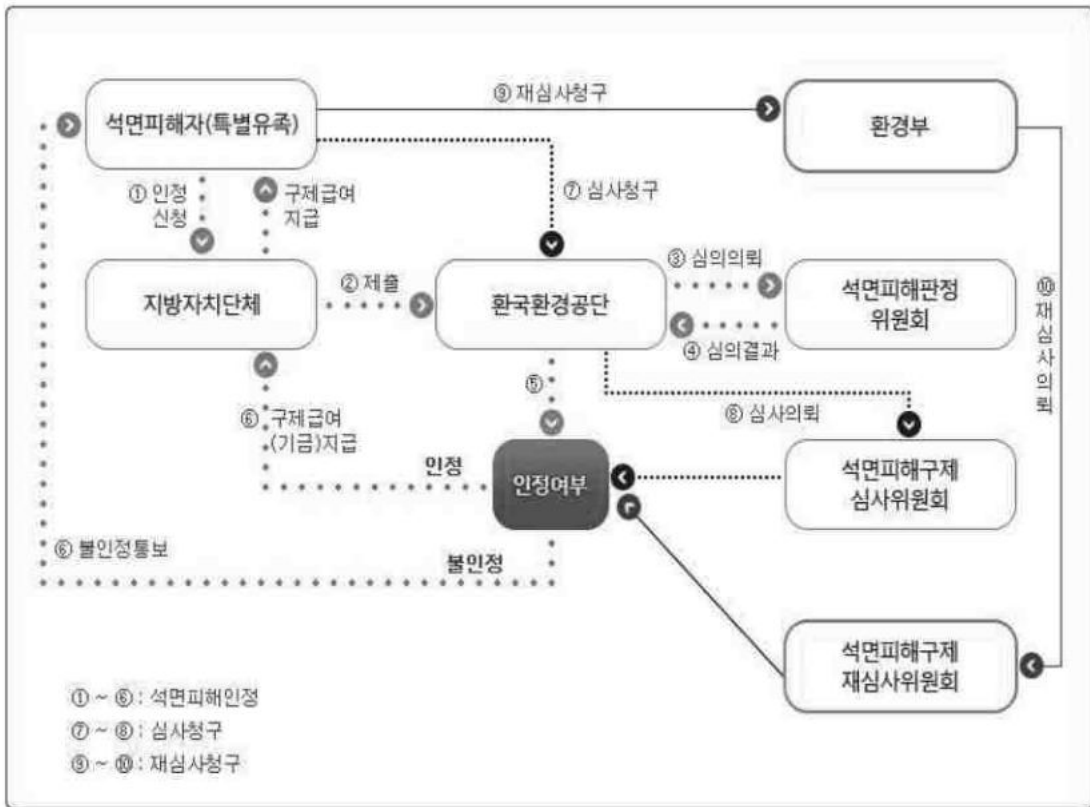 ⑨ 재심사청구
석면피해자(특별유족)
환경부
① 인정
신청
구제급여
지급
⑦ 심사청구
③ 심의의뢰
지방자치단체
② 제출
환국환경공단
석면피해판정
위원회
⑩ 재심사의뢰
④ 심의결과
⑤
⑥ 구제급여
(기금)지급
⑧ 심사의뢰
인정
인정여부
석면피해구제
심사위원회
⑥ 불인정통보
불인정
석면피해구제
재심사위원회
① ~ ⑥ : 석면피해인정
⑦ ~ ⑧ : 심사청구
⑨ ~ ⑩ : 재심사청구